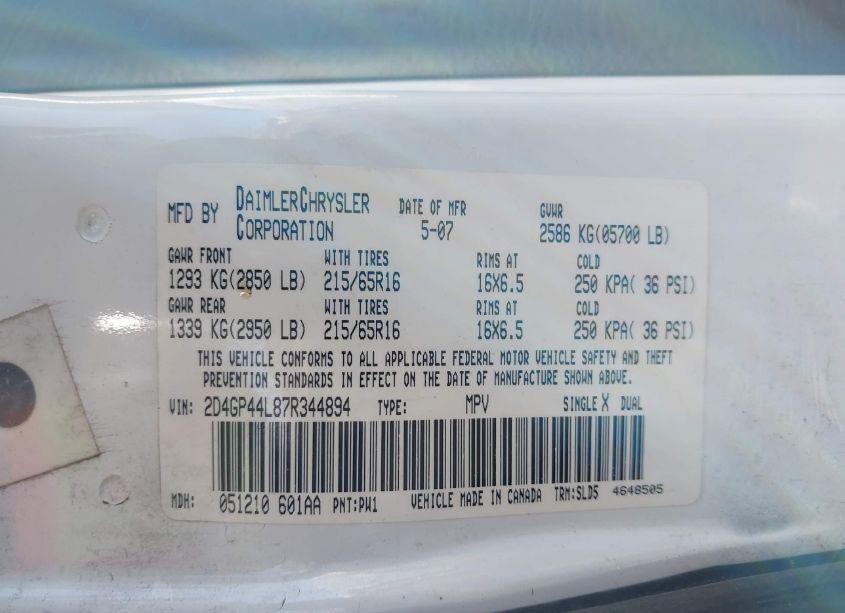 MFD BY DAIMLERCHRYSLER CORPORATION DATE OF MFR 5-07 GVWR 2586 KG(05700 LB)
GAWR FRONT WITH TIRES RIMS AT COLD
1293 KG(2850 LB) 215/65R16 16X6.5 250 KPA( 36 PSI)
GAWR REAR WITH TIRES RIMS AT COLD
1339 KG(2950 LB) 215/65R16 16X6.5 250 KPA( 36 PSI)
THIS VEHICLE CONFORMS TO ALL APPLICABLE FEDERAL MOTOR VEHICLE SAFETY AND THEFT
PREVENTION STANDARDS IN EFFECT ON THE DATE OF MANUFACTURE SHOWN ABOVE.
VIN: 2D4GP44L87R344894 TYPE: MPV SINGLE X DUAL
MDH: 051210 601AA PNT:PW1 VEHICLE MADE IN CANADA TRM:SLD5 4648505